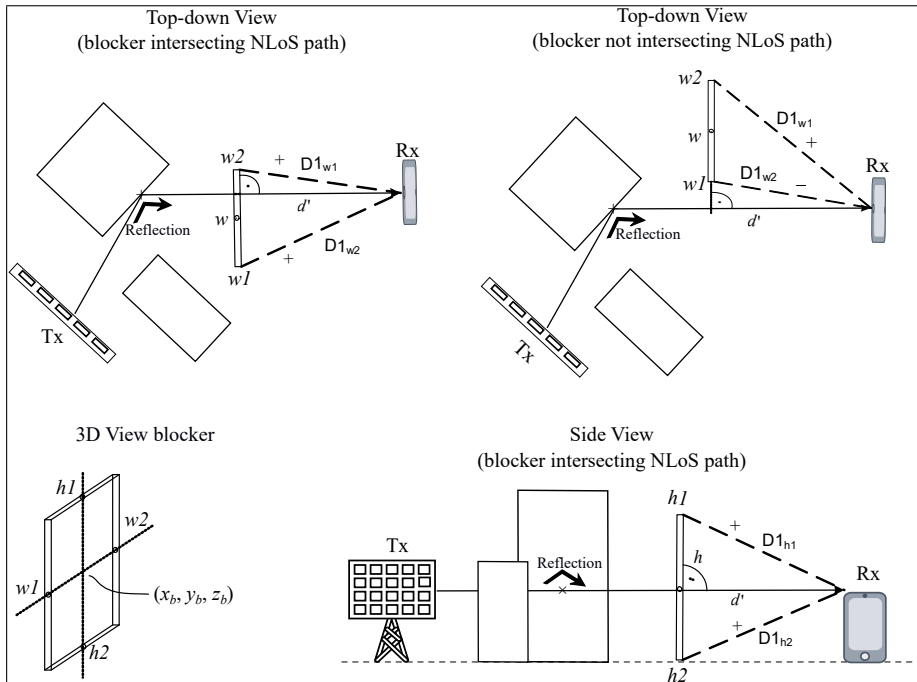 Top-down View
(blocker intersecting NLoS path)
w2
+
D1w1
Rx
w
d'
Reflection
D1w2
+
w1
Tx
Top-down View
(blocker not intersecting NLoS path)
w2
D1w1
+
w
Rx
D1w2
w1
−
d'
Reflection
Tx
3D View blocker
h1
w2
w1
(xb, yb, zb)
h2
Side View
(blocker intersecting NLoS path)
h1
+
D1h1
Tx
Reflection
h
Rx
d'
+
D1h2
h2